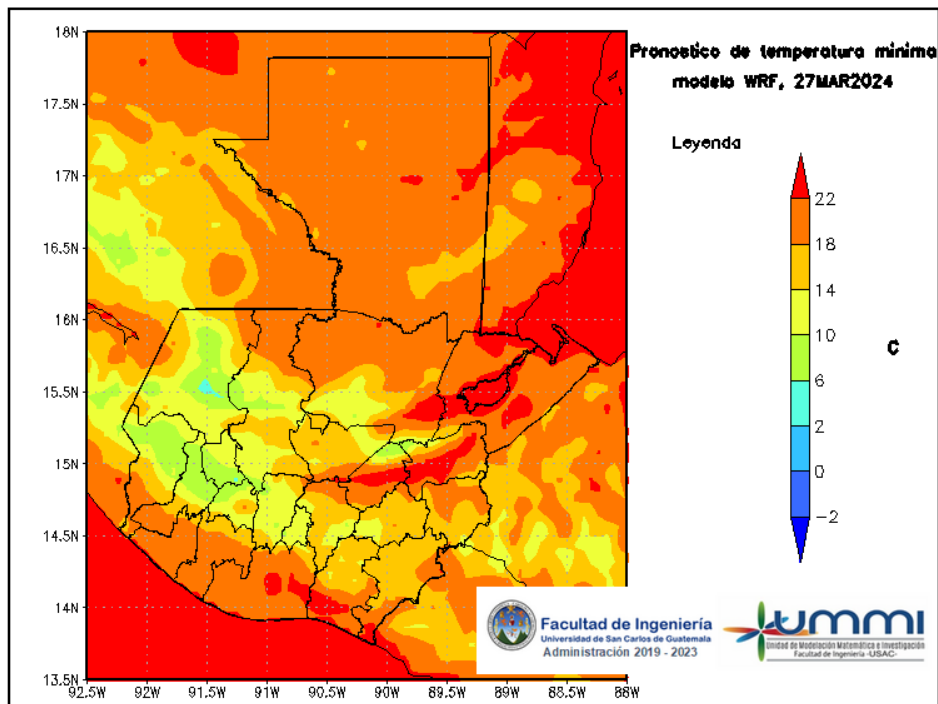 Pronostico de temperatura minima
modelo WRF, 27MAR2024
Leyenda
22
18
14
10
6
2
0
−2
C
18N
17.5N
17N
16.5N
16N
15.5N
15N
14.5N
14N
13.5N
92.5W 92W 91.5W 91W 90.5W 90W 89.5W 89W 88.5W 88W
Facultad de Ingeniería
Universidad de San Carlos de Guatemala
Administración 2019 - 2023
UMMI
Unidad de Modelación Matemática e Investigación
Facultad de Ingeniería -USAC-